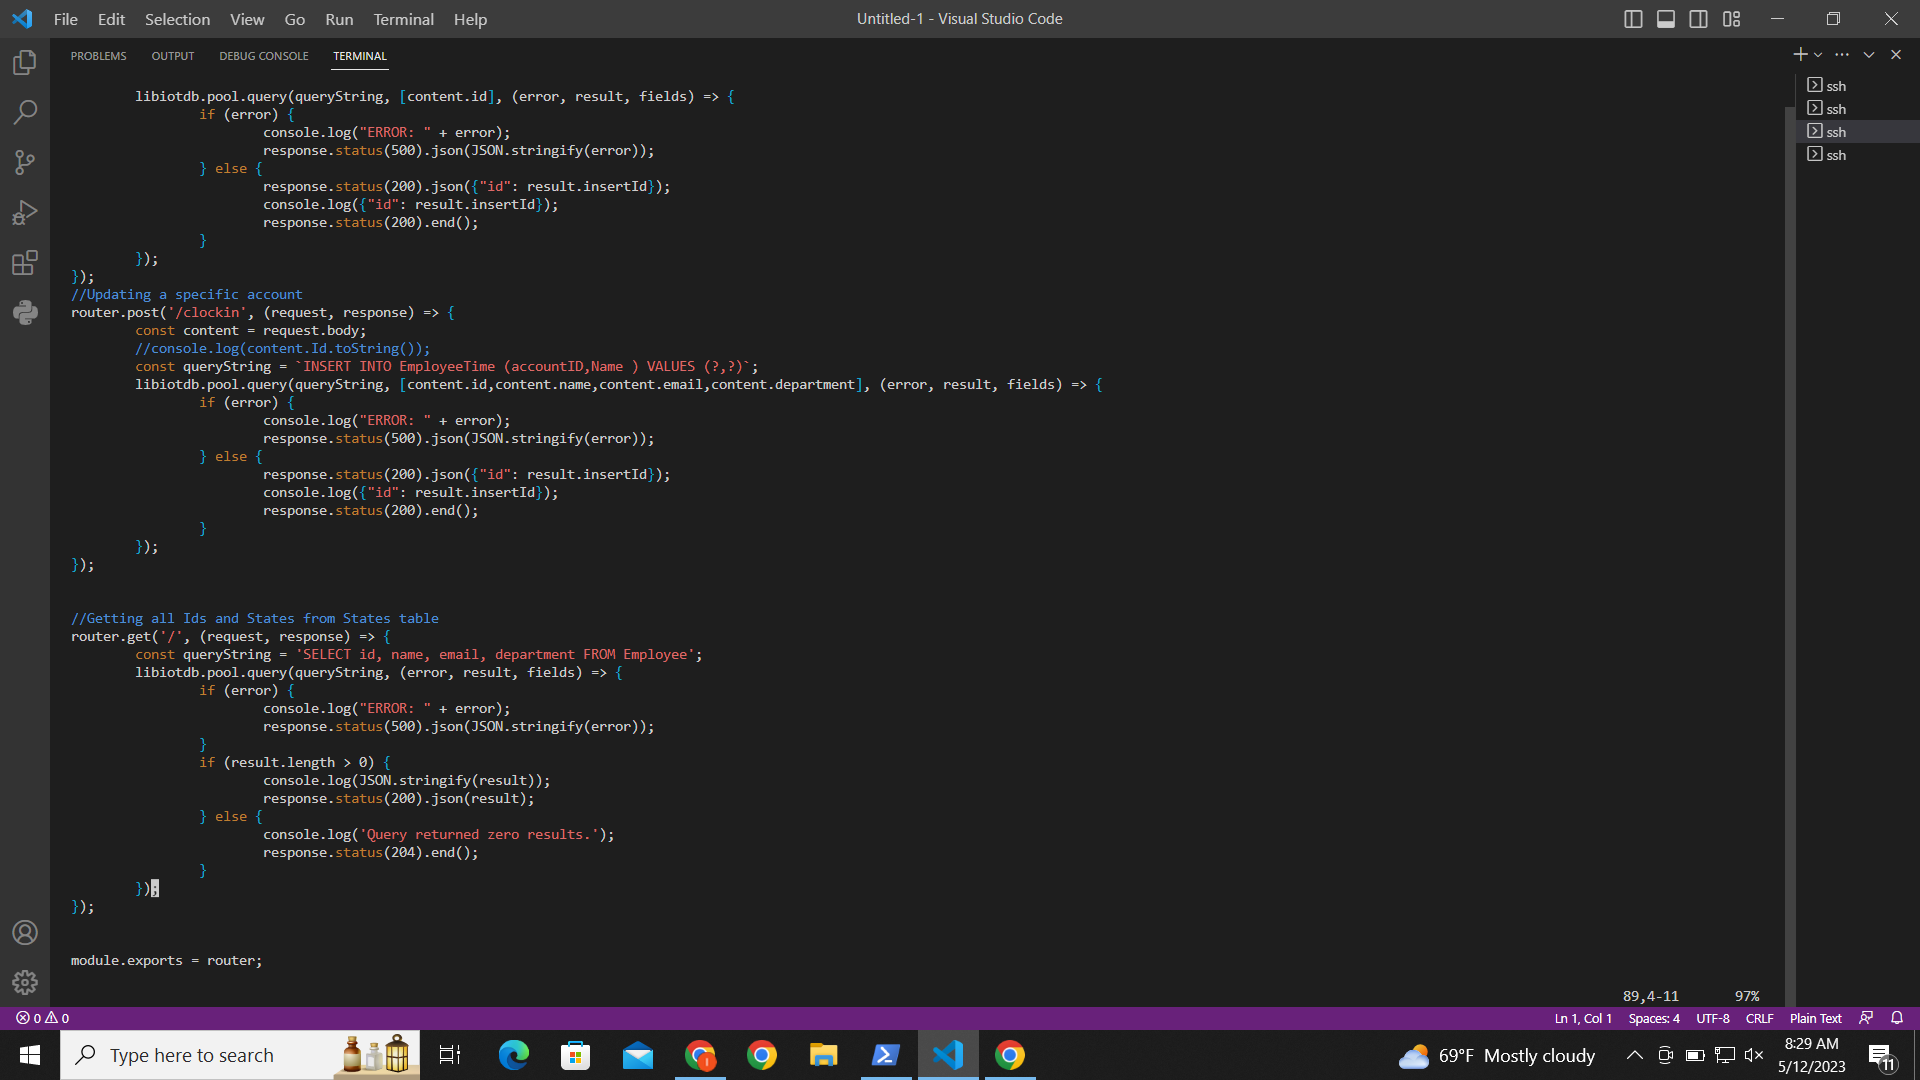 File Edit Selection View Go Run Terminal Help
Untitled-1 - Visual Studio Code
PROBLEMS OUTPUT DEBUG CONSOLE TERMINAL
        libiotdb.pool.query(queryString, [content.id], (error, result, fields) => {
                if (error) {
                        console.log("ERROR: " + error);
                        response.status(500).json(JSON.stringify(error));
                } else {
                        response.status(200).json({"id": result.insertId});
                        console.log({"id": result.insertId});
                        response.status(200).end();
                }
        });
});
//Updating a specific account
router.post('/clockin', (request, response) => {
        const content = request.body;
        //console.log(content.Id.toString());
        const queryString = `INSERT INTO EmployeeTime (accountID,Name ) VALUES (?,?)`;
        libiotdb.pool.query(queryString, [content.id,content.name,content.email,content.department], (error, result, fields) => {
                if (error) {
                        console.log("ERROR: " + error);
                        response.status(500).json(JSON.stringify(error));
                } else {
                        response.status(200).json({"id": result.insertId});
                        console.log({"id": result.insertId});
                        response.status(200).end();
                }
        });
});
//Getting all Ids and States from States table
router.get('/', (request, response) => {
        const queryString = 'SELECT id, name, email, department FROM Employee';
        libiotdb.pool.query(queryString, (error, result, fields) => {
                if (error) {
                        console.log("ERROR: " + error);
                        response.status(500).json(JSON.stringify(error));
                }
                if (result.length > 0) {
                        console.log(JSON.stringify(result));
                        response.status(200).json(result);
                } else {
                        console.log('Query returned zero results.');
                        response.status(204).end();
                }
        });
});
module.exports = router;
89,4-11 97%
ssh
ssh
ssh
ssh
0 0
Ln 1, Col 1 Spaces: 4 UTF-8 CRLF Plain Text
Type here to search
69°F Mostly cloudy
8:29 AM
5/12/2023
11